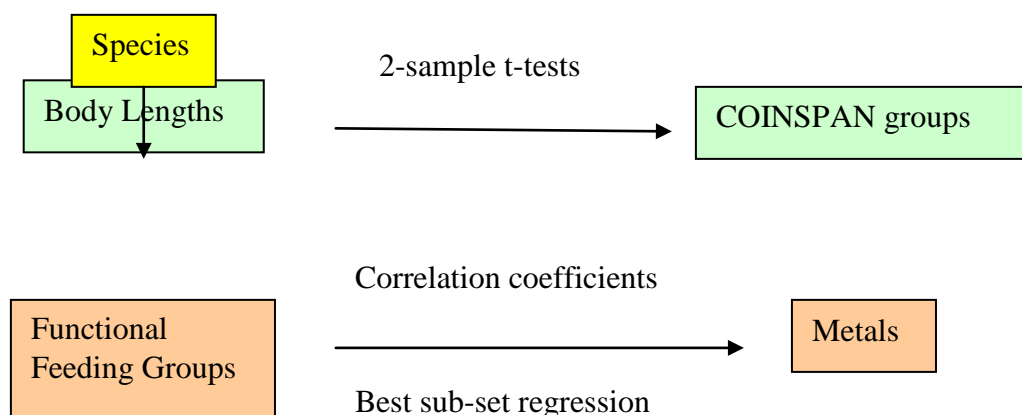 Species
2-sample t-tests
Body Lengths
COINSPAN groups
Correlation coefficients
Functional
Feeding Groups
Metals
Best sub-set regression